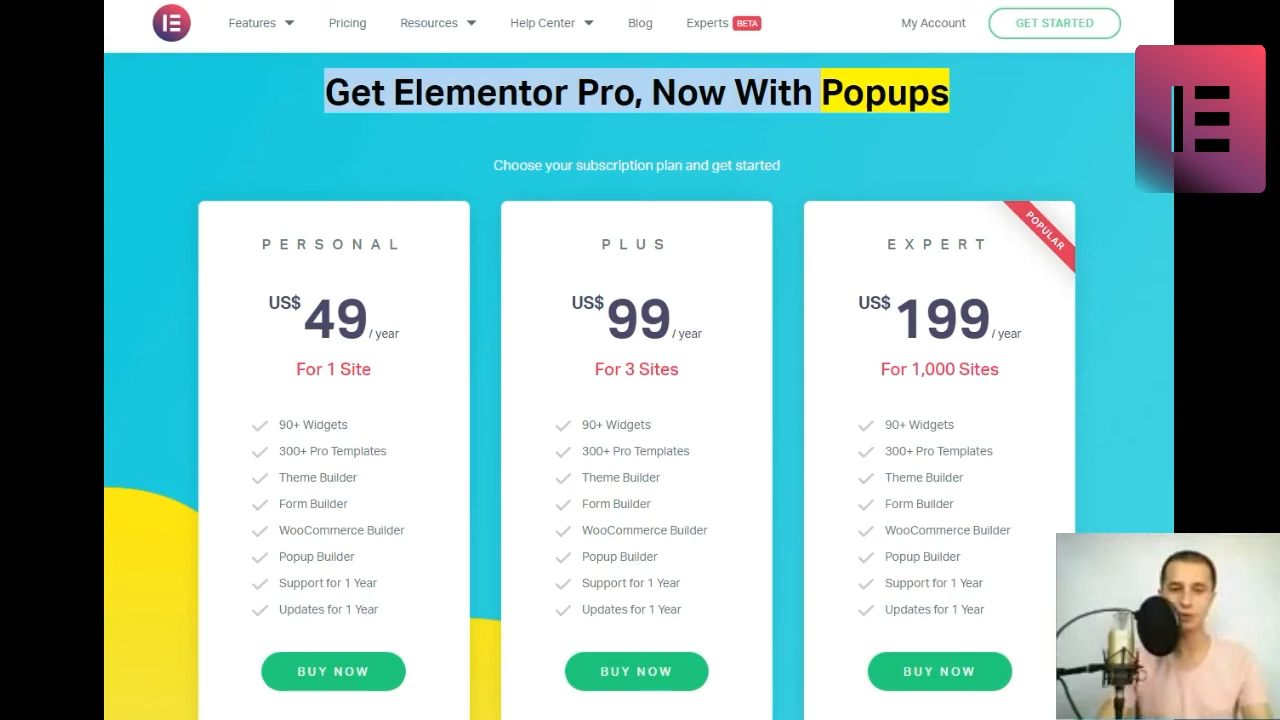 Features Pricing Resources Help Center Blog Experts BETA My Account GET STARTED
Get Elementor Pro, Now With Popups
Choose your subscription plan and get started
PERSONAL
US$ 49 / year
For 1 Site
90+ Widgets
300+ Pro Templates
Theme Builder
Form Builder
WooCommerce Builder
Popup Builder
Support for 1 Year
Updates for 1 Year
BUY NOW
PLUS
US$ 99 / year
For 3 Sites
90+ Widgets
300+ Pro Templates
Theme Builder
Form Builder
WooCommerce Builder
Popup Builder
Support for 1 Year
Updates for 1 Year
BUY NOW
POPULAR
EXPERT
US$ 199 / year
For 1,000 Sites
90+ Widgets
300+ Pro Templates
Theme Builder
Form Builder
WooCommerce Builder
Popup Builder
Support for 1 Year
Updates for 1 Year
BUY NOW